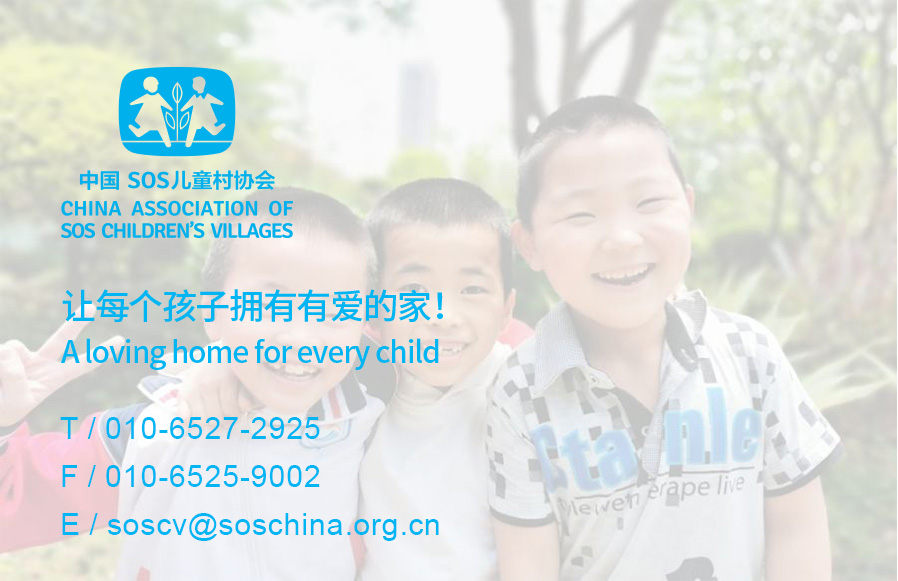 中国 SOS儿童村协会
CHINA ASSOCIATION OF
SOS CHILDREN'S VILLAGES
让每个孩子拥有有爱的家！
A loving home for every child
T / 010-6527-2925
F / 010-6525-9002
E / soscv@soschina.org.cn